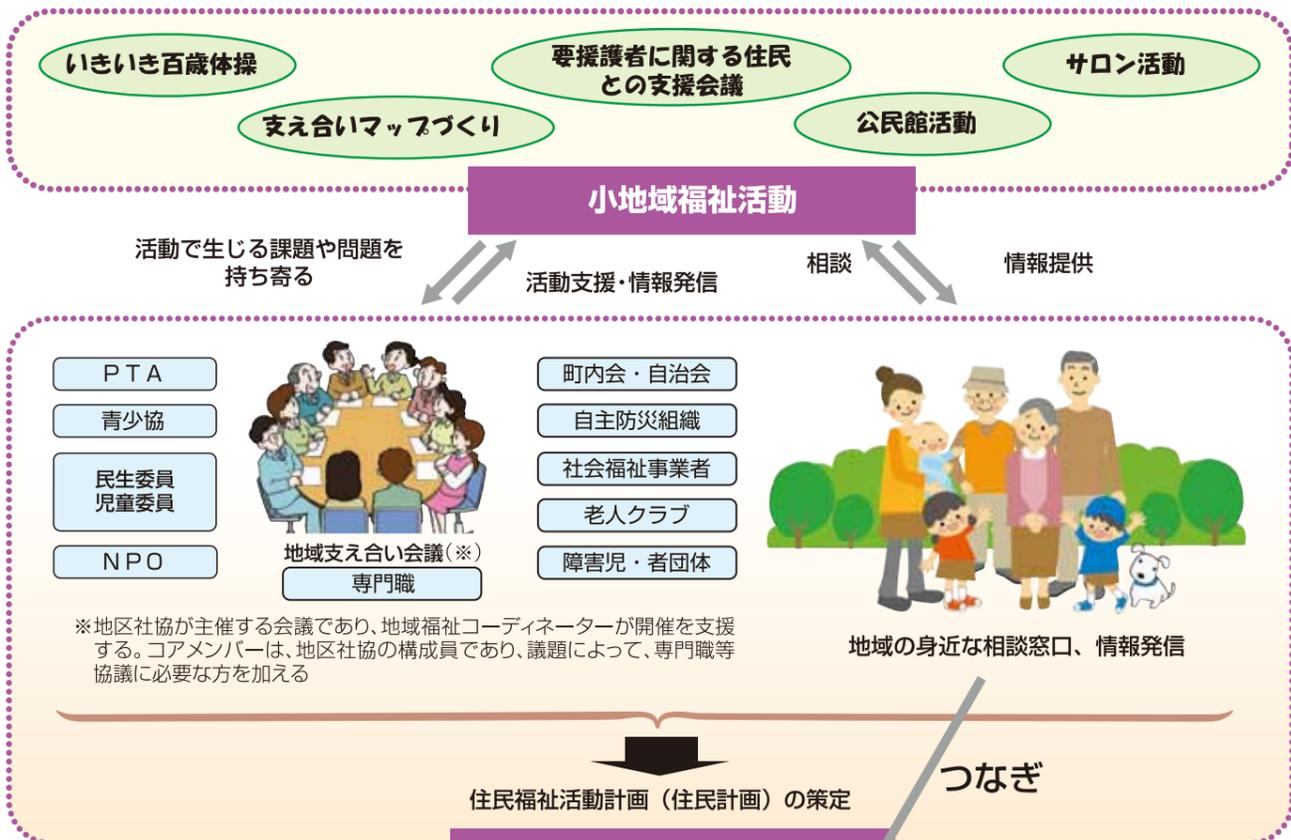 いきいき百歳体操
要援護者に関する住民
との支援会議
サロン活動
支え合いマップづくり
公民館活動
小地域福祉活動
活動で生じる課題や問題を
持ち寄る
活動支援・情報発信
相談
情報提供
PTA
青少協
民生委員
児童委員
NPO
地域支え合い会議(※)
専門職
町内会・自治会
自主防災組織
社会福祉事業者
老人クラブ
障害児・者団体
※地区社協が主催する会議であり、地域福祉コーディネーターが開催を支援
する。コアメンバーは、地区社協の構成員であり、議題によって、専門職等
協議に必要な方を加える
地域の身近な相談窓口、情報発信
つなぎ
住民福祉活動計画（住民計画）の策定